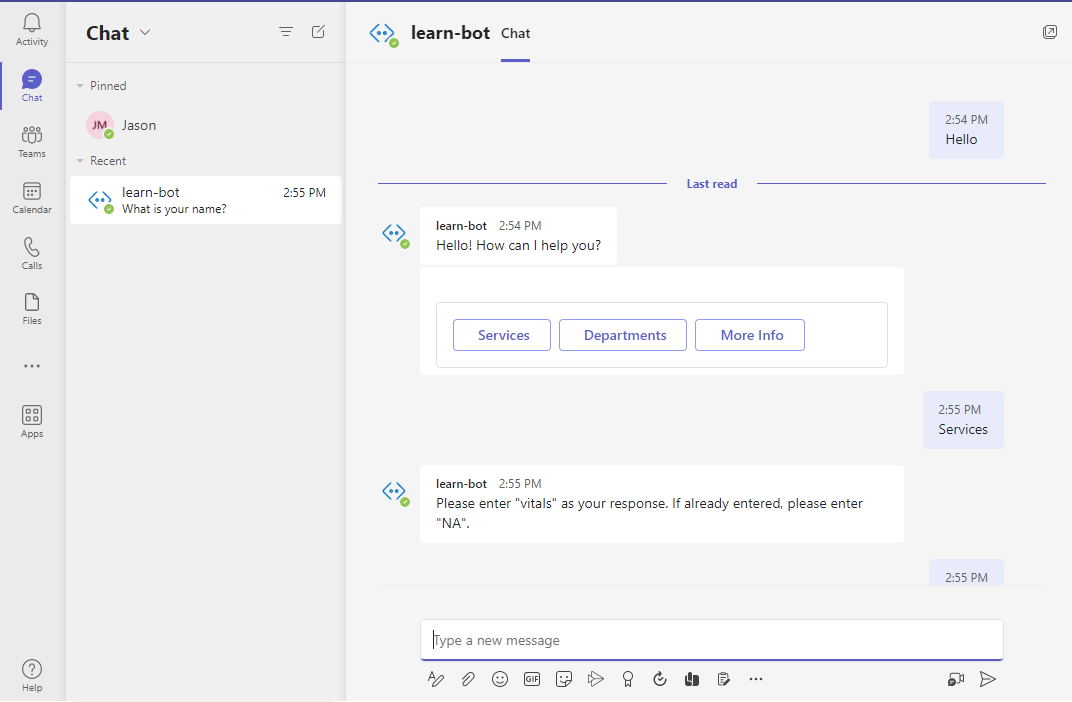 Activity
Chat
Teams
Calendar
Calls
Files
Apps
Help
Chat
Pinned
JM Jason
Recent
learn-bot 2:55 PM
What is your name?
learn-bot Chat
2:54 PM
Hello
Last read
learn-bot 2:54 PM
Hello! How can I help you?
Services Departments More Info
2:55 PM
Services
learn-bot 2:55 PM
Please enter "vitals" as your response. If already entered, please enter
"NA".
2:55 PM
Type a new message
GIF